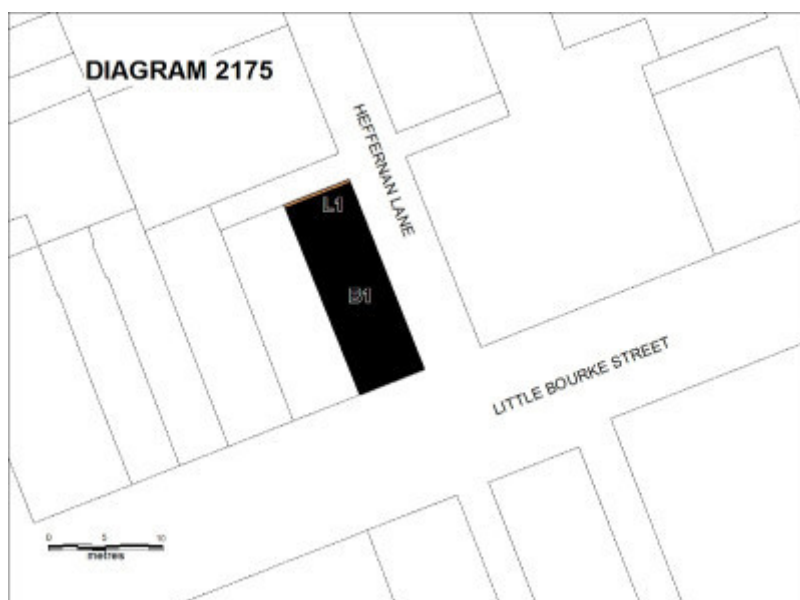 DIAGRAM 2175
HEFFERNAN LANE
L1
B1
LITTLE BOURKE STREET
0 5 10
metres